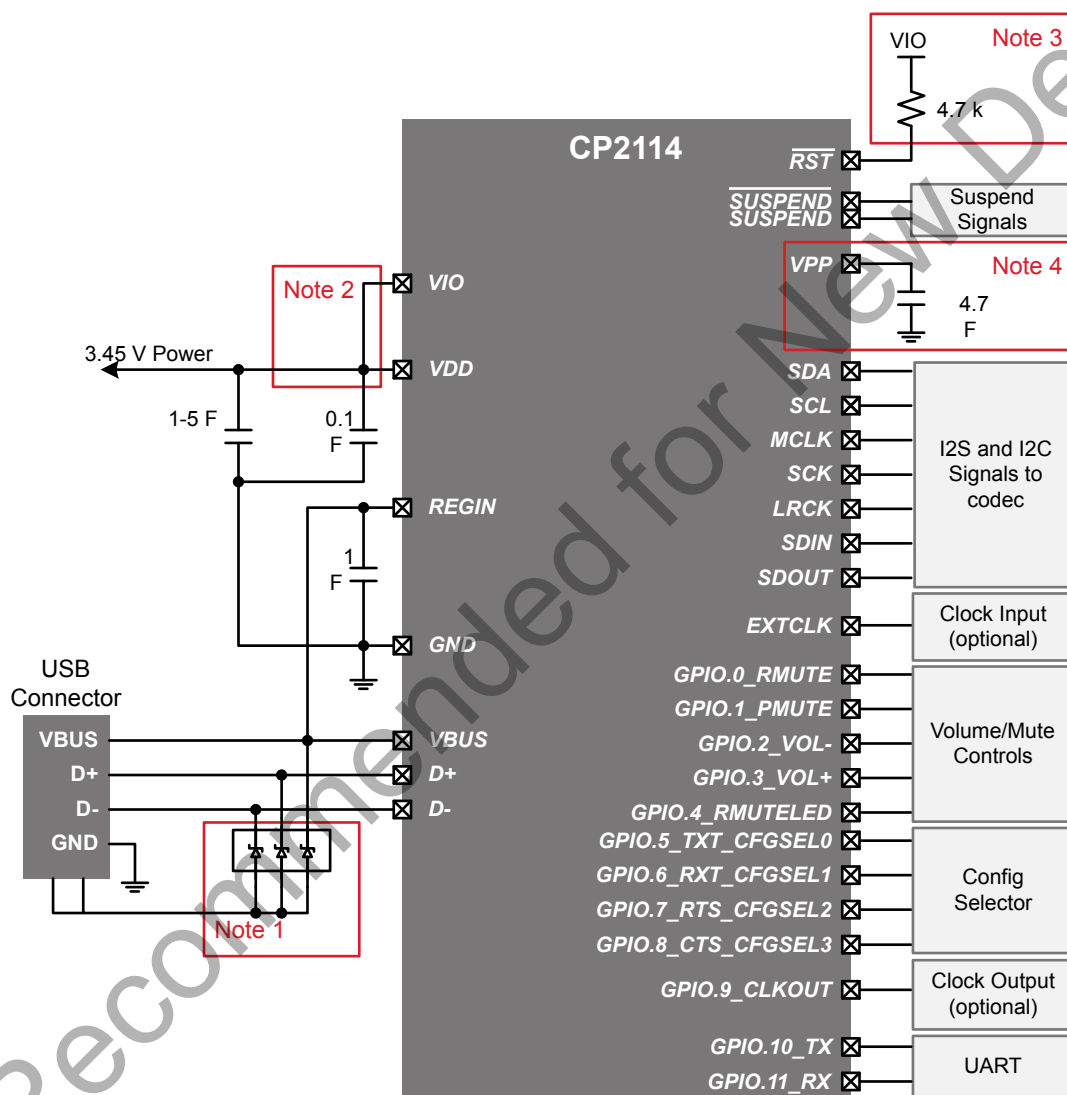 Note 3
VIO
4.7 k
CP2114
RST
SUSPEND
SUSPEND
Suspend
Signals
VPP
Note 4
4.7
F
Note 2
VIO
3.45 V Power
VDD
1-5 F
0.1
F
SDA
SCL
MCLK
SCK
LRCK
SDIN
SDOUT
I2S and I2C
Signals to
codec
REGIN
1
F
GND
EXTCLK
Clock Input
(optional)
USB
Connector
VBUS
D+
D-
GND
VBUS
D+
D-
Note 1
GPIO.0_RMUTE
GPIO.1_PMUTE
GPIO.2_VOL-
GPIO.3_VOL+
GPIO.4_RMUTELED
Volume/Mute
Controls
GPIO.5_TXT_CFGSEL0
GPIO.6_RXT_CFGSEL1
GPIO.7_RTS_CFGSEL2
GPIO.8_CTS_CFGSEL3
Config
Selector
GPIO.9_CLKOUT
Clock Output
(optional)
GPIO.10_TX
GPIO.11_RX
UART
Recommended for New De